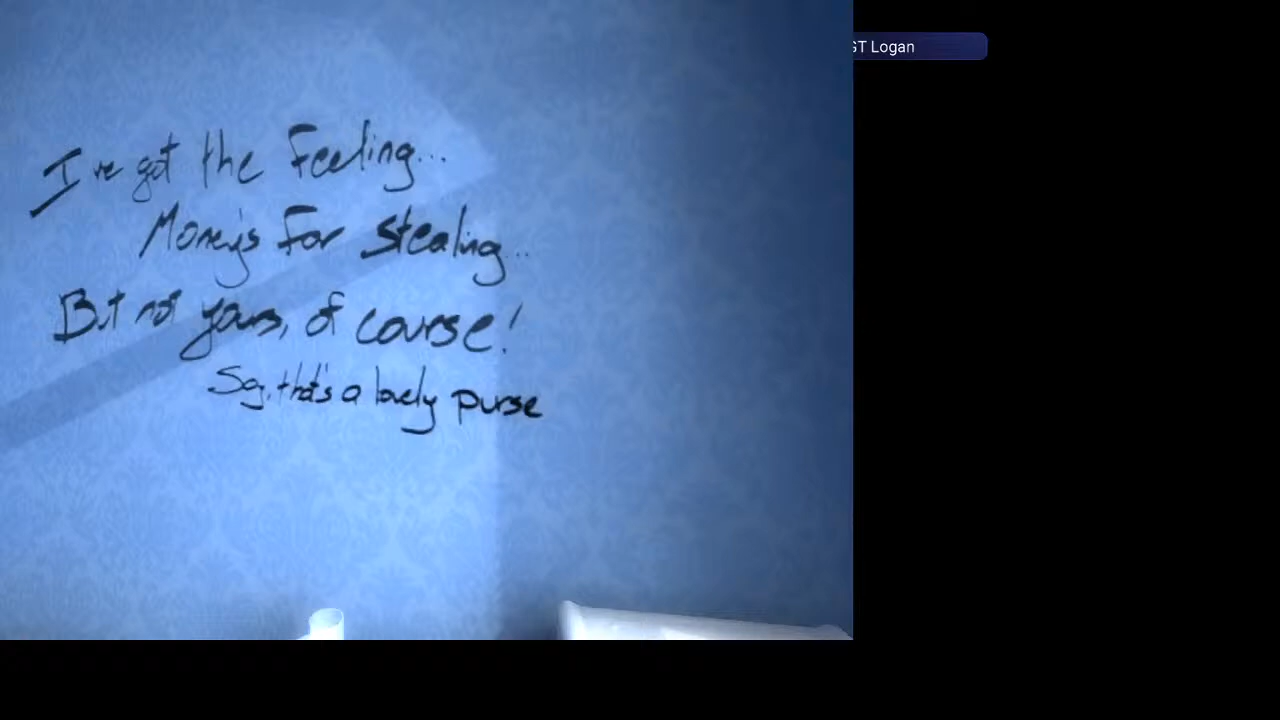 ST Logan
I've got the Feeling...
Money's For Stealing...
But not yours, of course!
Say, that's a lovely purse